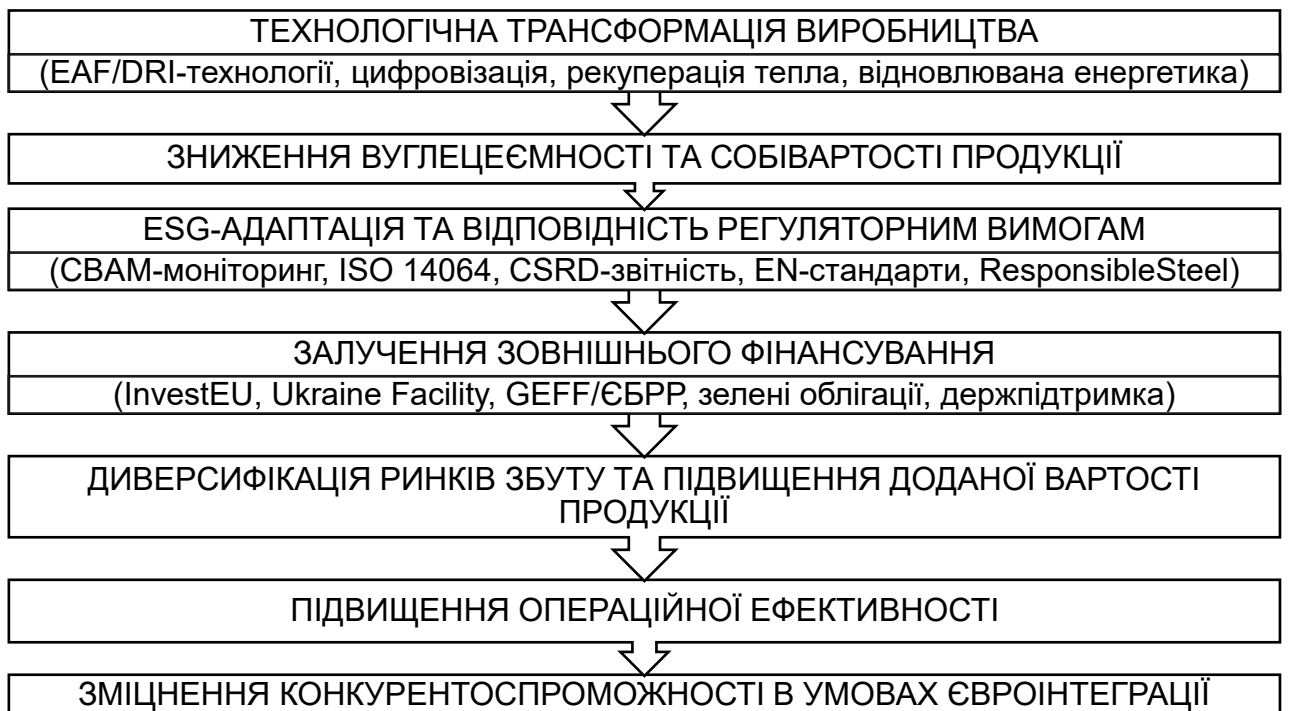 ТЕХНОЛОГІЧНА ТРАНСФОРМАЦІЯ ВИРОБНИЦТВА
(EAF/DRI-технології, цифровізація, рекуперація тепла, відновлювана енергетика)
ЗНИЖЕННЯ ВУГЛЕЦЕЄМНОСТІ ТА СОБІВАРТОСТІ ПРОДУКЦІЇ
ESG-АДАПТАЦІЯ ТА ВІДПОВІДНІСТЬ РЕГУЛЯТОРНИМ ВИМОГАМ
(CBAM-моніторинг, ISO 14064, CSRD-звітність, EN-стандарти, ResponsibleSteel)
ЗАЛУЧЕННЯ ЗОВНІШНЬОГО ФІНАНСУВАННЯ
(InvestEU, Ukraine Facility, GEFF/ЄБРР, зелені облігації, держпідтримка)
ДИВЕРСИФІКАЦІЯ РИНКІВ ЗБУТУ ТА ПІДВИЩЕННЯ ДОДАНОЇ ВАРТОСТІ
ПРОДУКЦІЇ
ПІДВИЩЕННЯ ОПЕРАЦІЙНОЇ ЕФЕКТИВНОСТІ
ЗМІЦНЕННЯ КОНКУРЕНТОСПРОМОЖНОСТІ В УМОВАХ ЄВРОІНТЕГРАЦІЇ